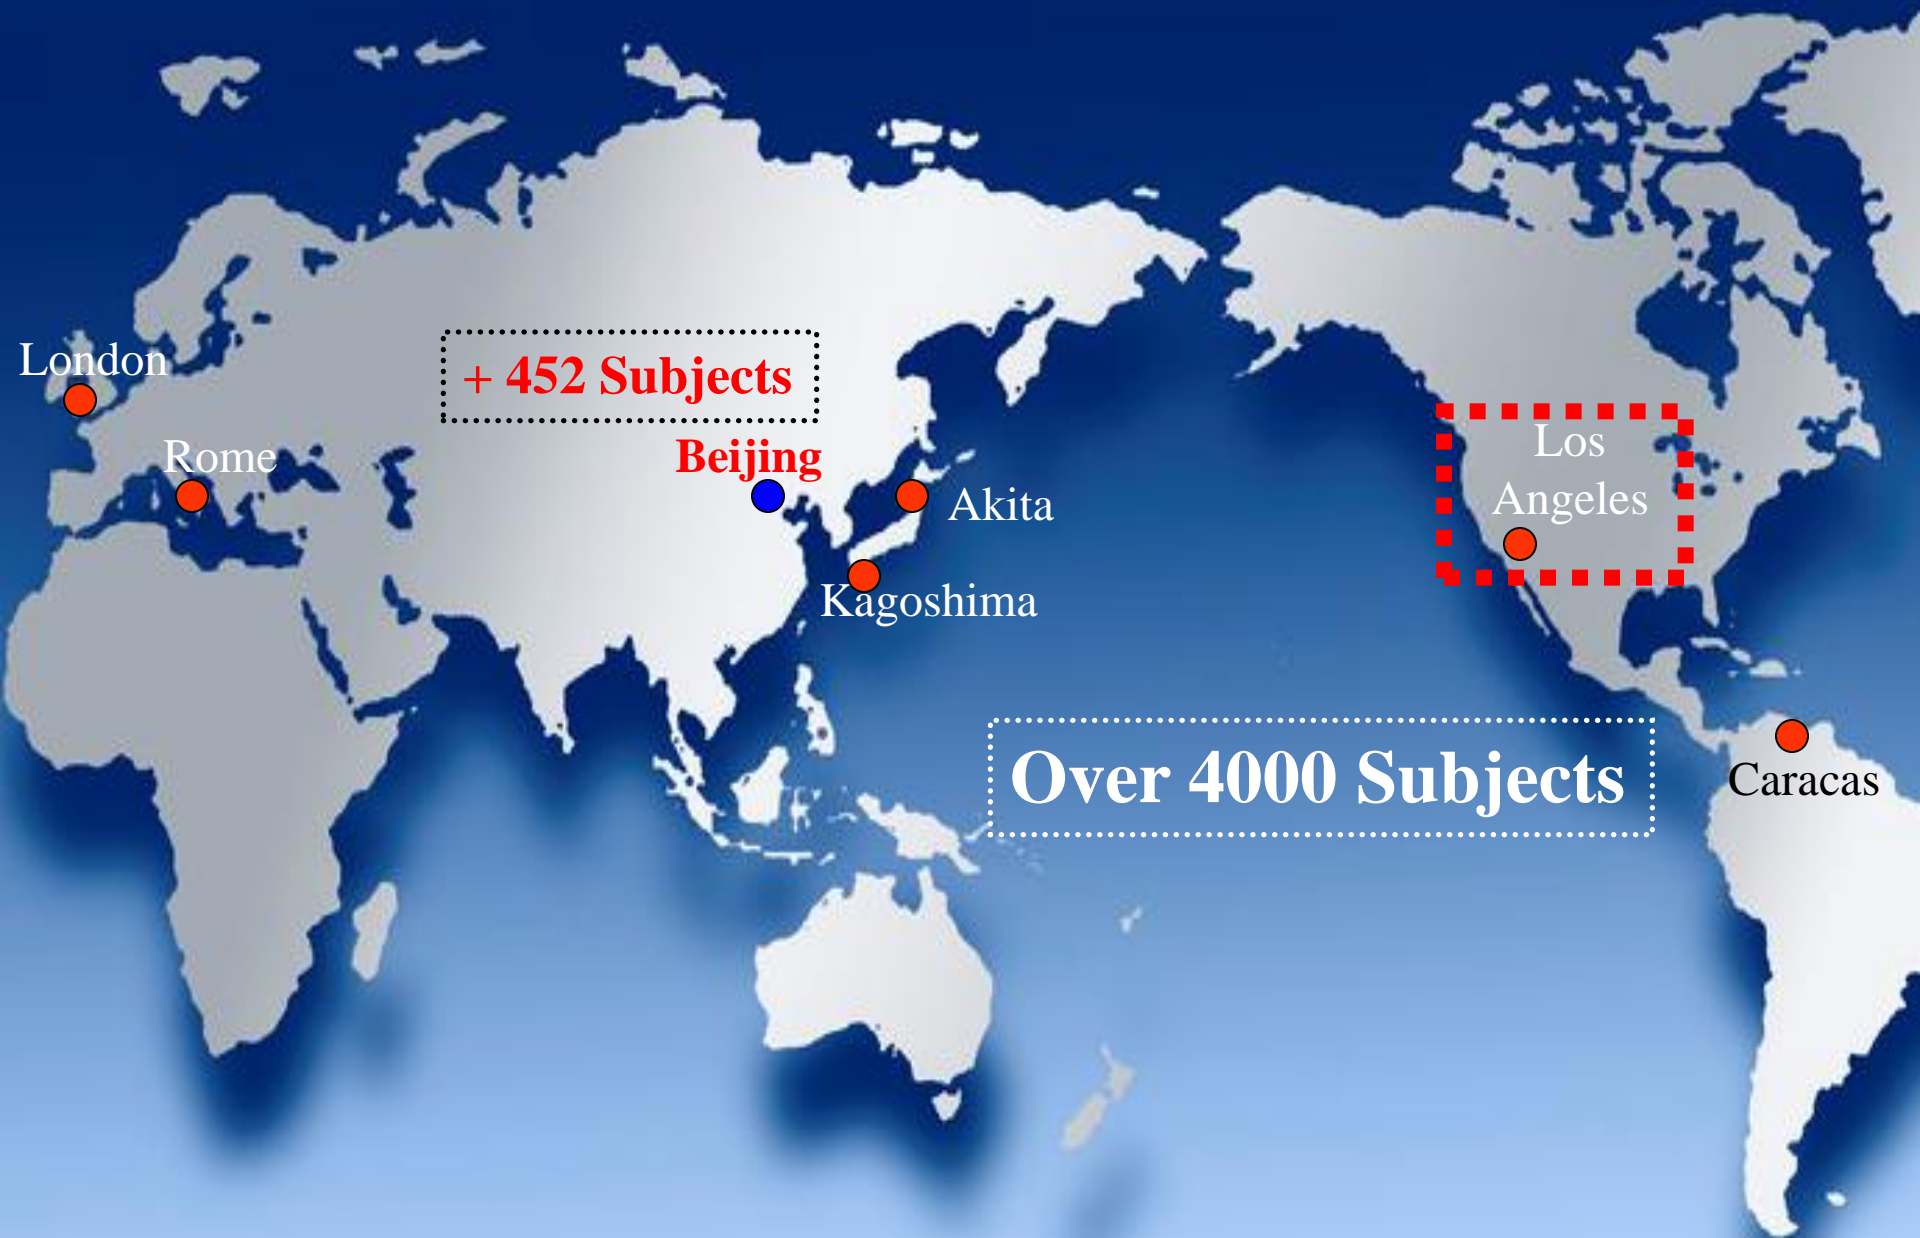 London
+ 452 Subjects
Rome
Beijing
Akita
Kagoshima
Los
Angeles
Over 4000 Subjects
Caracas